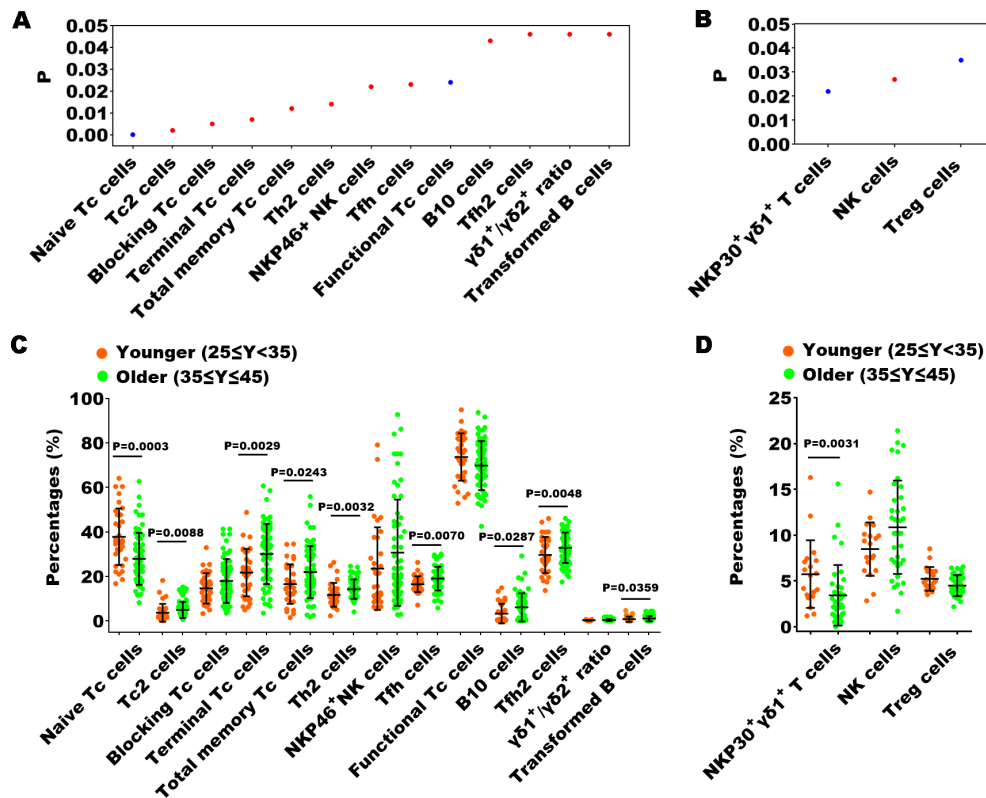 A
P
0.05
0.04
0.03
0.02
0.01
0.00
Naive Tc cells
Tc2 cells
Blocking Tc cells
Terminal Tc cells
Total memory Tc cells
Th2 cells
NKP46+ NK cells
Tfh cells
Functional Tc cells
B10 cells
Tfh2 cells
γδ1⁺/γδ2⁺ ratio
Transformed B cells
B
P
0.05
0.04
0.03
0.02
0.01
0.00
NKP30⁺ γδ1⁺ T cells
NK cells
Treg cells
C
Younger (25≤Y<35)
Older (35≤Y≤45)
Percentages (%)
100
80
60
40
20
0
P=0.0003
P=0.0088
P=0.0029
P=0.0243
P=0.0032
P=0.0070
P=0.0287
P=0.0048
P=0.0359
Naive Tc cells
Tc2 cells
Blocking Tc cells
Terminal Tc cells
Total memory Tc cells
Th2 cells
NKP46⁺ NK cells
Tfh cells
Functional Tc cells
B10 cells
Tfh2 cells
γδ1⁺/γδ2⁺ ratio
Transformed B cells
D
Younger (25≤Y<35)
Older (35≤Y≤45)
Percentages (%)
25
20
15
10
5
0
P=0.0031
NKP30⁺ γδ1⁺ T cells
NK cells
Treg cells